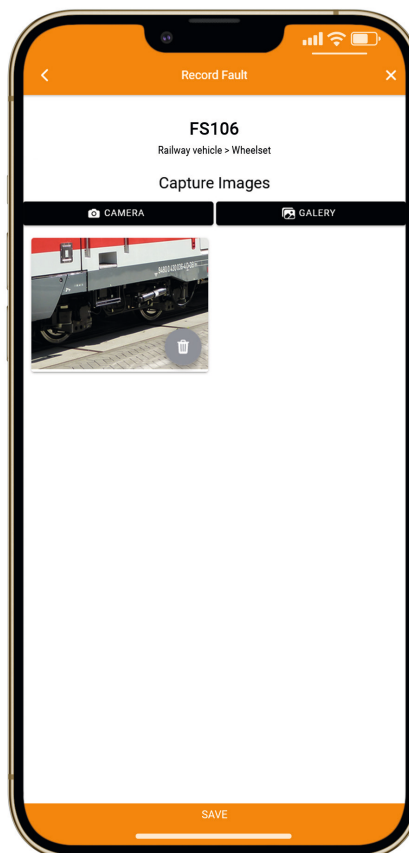 Record Fault
FS106
Railway vehicle > Wheelset
Capture Images
CAMERA
GALERY
SAVE